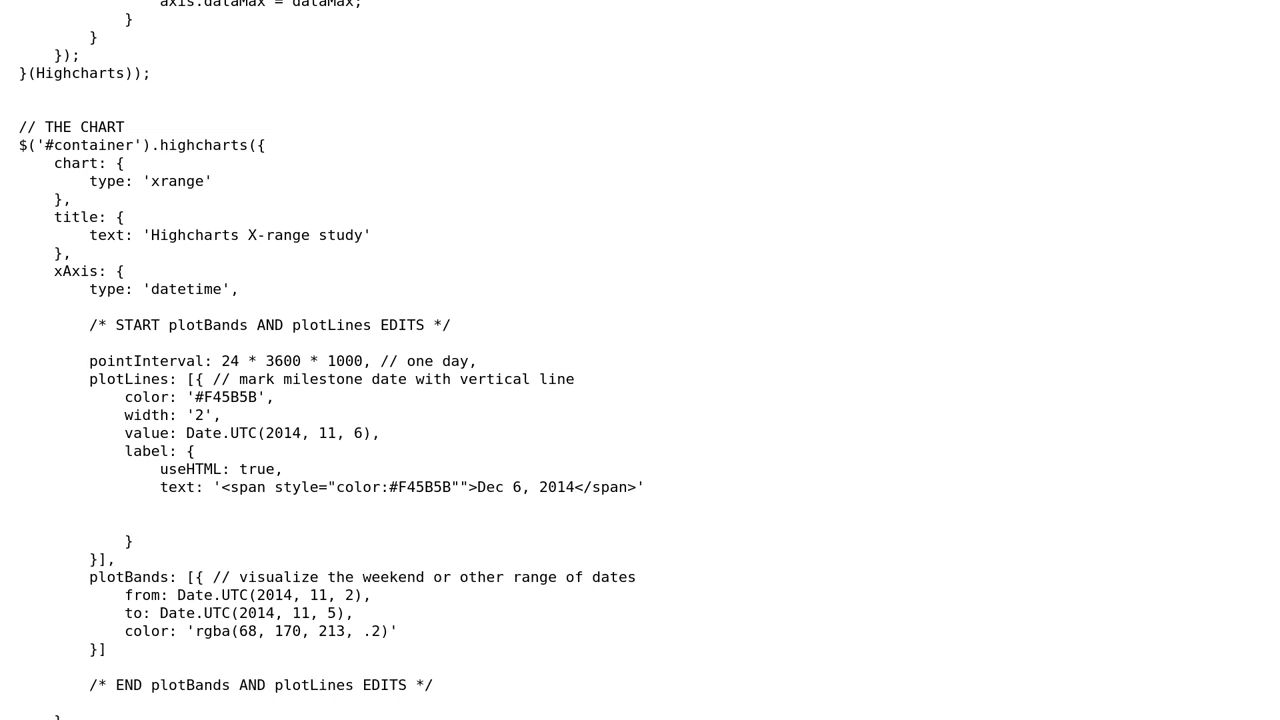 axis.dataMax = dataMax;
            }
        }
    });
}(Highcharts));
// THE CHART
$('#container').highcharts({
    chart: {
        type: 'xrange'
    },
    title: {
        text: 'Highcharts X-range study'
    },
    xAxis: {
        type: 'datetime',
        /* START plotBands AND plotLines EDITS */
        pointInterval: 24 * 3600 * 1000, // one day,
        plotLines: [{ // mark milestone date with vertical line
            color: '#F45B5B',
            width: '2',
            value: Date.UTC(2014, 11, 6),
            label: {
                useHTML: true,
                text: '<span style="color:#F45B5B"">Dec 6, 2014</span>'
            }
        }],
        plotBands: [{ // visualize the weekend or other range of dates
            from: Date.UTC(2014, 11, 2),
            to: Date.UTC(2014, 11, 5),
            color: 'rgba(68, 170, 213, .2)'
        }]
        /* END plotBands AND plotLines EDITS */
    }